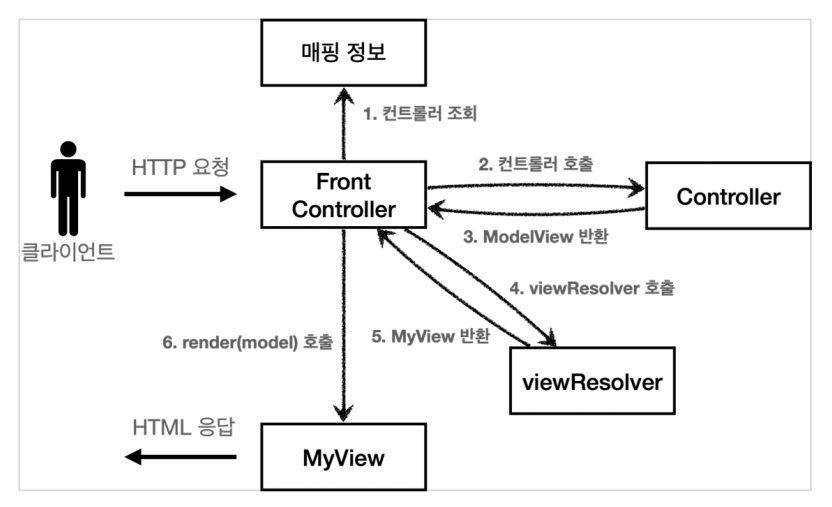 매핑 정보
1. 컨트롤러 조회
HTTP 요청
Front
Controller
2. 컨트롤러 호출
Controller
클라이언트
3. ModelView 반환
4. viewResolver 호출
6. render(model) 호출
5. MyView 반환
viewResolver
HTML 응답
MyView